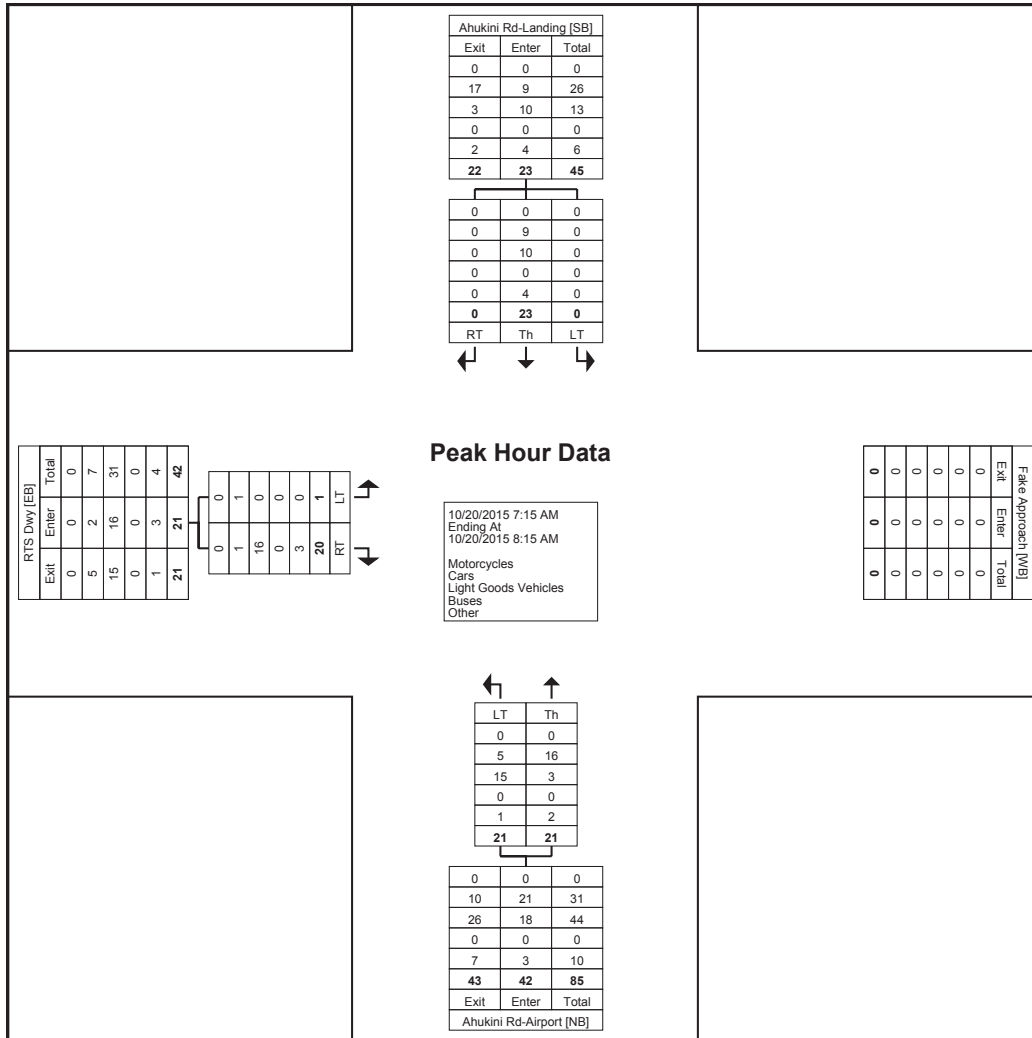 Ahukini Rd-Landing [SB]
Exit Enter Total
0 0 0
17 9 26
3 10 13
0 0 0
2 4 6
22 23 45
0 0 0
0 9 0
0 10 0
0 0 0
0 4 0
0 23 0
RT Th LT
Peak Hour Data
RTS Dwy [EB]
Total 0 7 31 0 4 42
Enter 0 2 16 0 3 21
Exit 0 5 15 0 1 21
0 1 0 0 0 1 LT
0 1 16 0 3 20 RT
10/20/2015 7:15 AM
Ending At
10/20/2015 8:15 AM
Motorcycles
Cars
Light Goods Vehicles
Buses
Other
Fake Approach [WB]
Exit 0 0 0 0 0 0
Enter 0 0 0 0 0 0
Total 0 0 0 0 0 0
LT Th
0 0
5 16
15 3
0 0
1 2
21 21
0 0 0
10 21 31
26 18 44
0 0 0
7 3 10
43 42 85
Exit Enter Total
Ahukini Rd-Airport [NB]